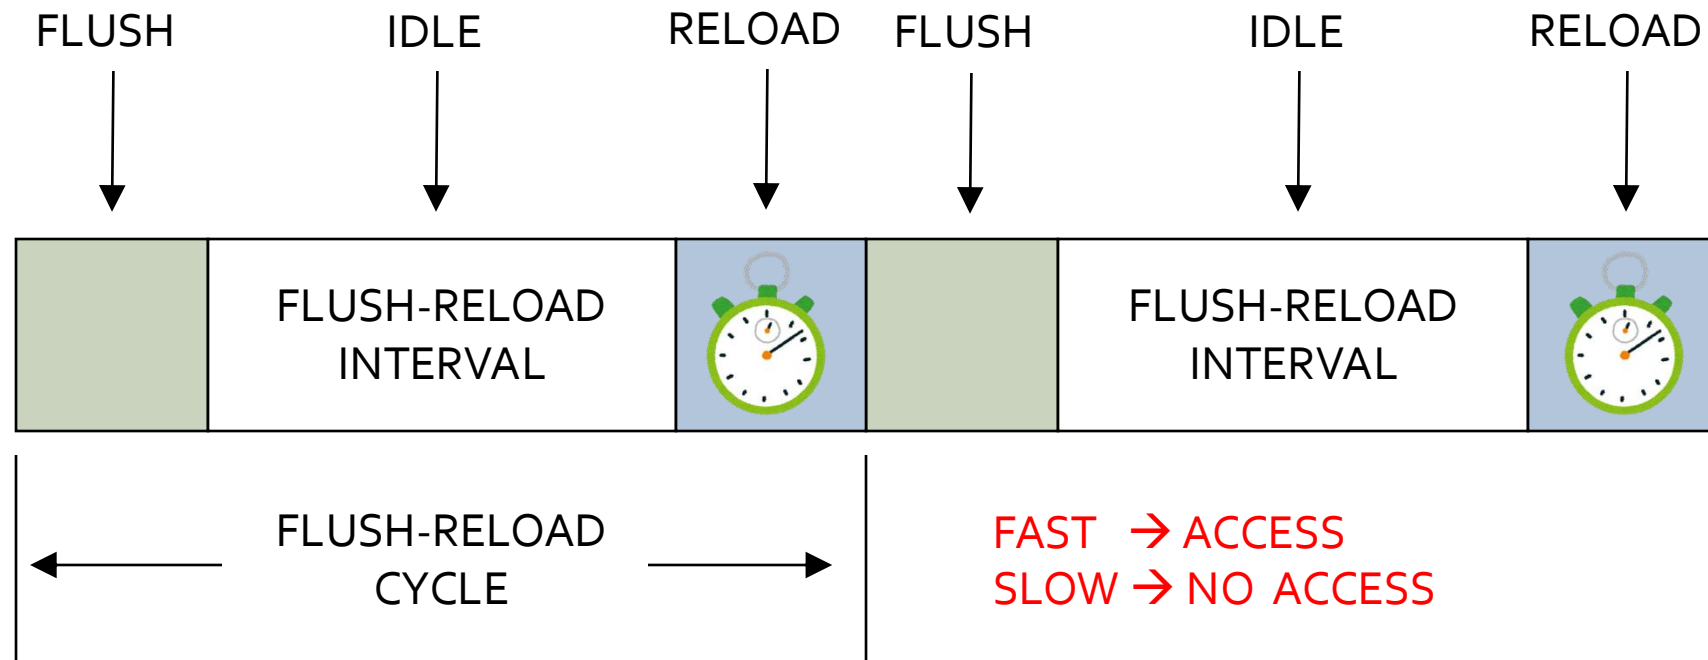 FLUSH IDLE RELOAD FLUSH IDLE RELOAD
FLUSH-RELOAD
INTERVAL
FLUSH-RELOAD
INTERVAL
FLUSH-RELOAD
CYCLE
FAST → ACCESS
SLOW → NO ACCESS